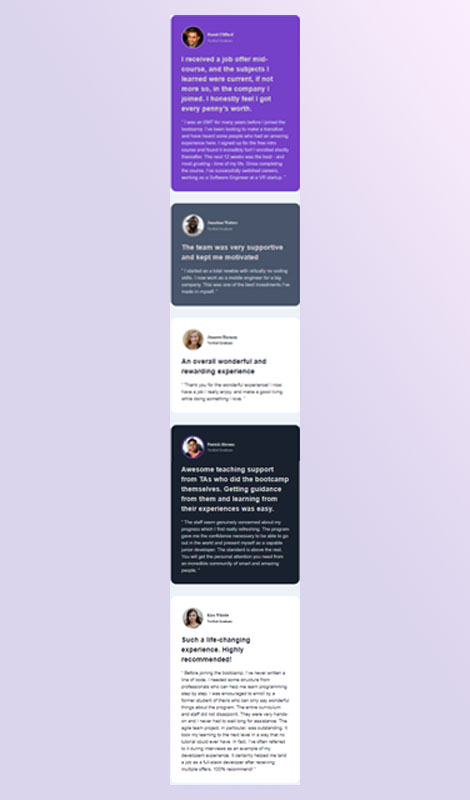 Daniel Clifford
Verified Graduate
I received a job offer mid-
course, and the subjects I
learned were current, if not
more so, in the company I
joined. I honestly feel I got
every penny's worth.
" I was an EMT for many years before I joined the
bootcamp. I've been looking to make a transition
and have heard some people who had an amazing
experience here. I signed up for the free intro
course and found it incredibly fun! I enrolled shortly
thereafter. The next 12 weeks was the best - and
most grueling - time of my life. Since completing
the course, I've successfully switched careers,
working as a Software Engineer at a VR startup. "
Jonathan Walters
Verified Graduate
The team was very supportive
and kept me motivated
" I started as a total newbie with virtually no coding
skills. I now work as a mobile engineer for a big
company. This was one of the best investments I've
made in myself. "
Verified Graduate
An overall wonderful and
rewarding experience
" Thank you for the wonderful experience! I now
have a job I really enjoy, and make a good living
while doing something I love. "
Patrick Abrams
Verified Graduate
Awesome teaching support
from TAs who did the bootcamp
themselves. Getting guidance
from them and learning from
their experiences was easy.
" The staff seem genuinely concerned about my
progress which I find really refreshing. The program
gave me the confidence necessary to be able to go
out in the world and present myself as a capable
junior developer. The standard is above the rest.
You will get the personal attention you need from
an incredible community of smart and amazing
people. "
Kira Whittle
Verified Graduate
Such a life-changing
experience. Highly
recommended!
" Before joining the bootcamp, I've never written a
line of code. I needed some structure from
professionals who can help me learn programming
step by step. I was encouraged to enroll by a
former student of theirs who can only say wonderful
things about the program. The entire curriculum
and staff did not disappoint. They were very hands-
on and I never had to wait long for assistance. The
agile team project, in particular, was outstanding. It
took my learning to the next level in a way that no
tutorial could ever have. In fact, I've often referred
to it during interviews as an example of my
developent experience. It certainly helped me land
a job as a full-stack developer after receiving
multiple offers. 100% recommend! "